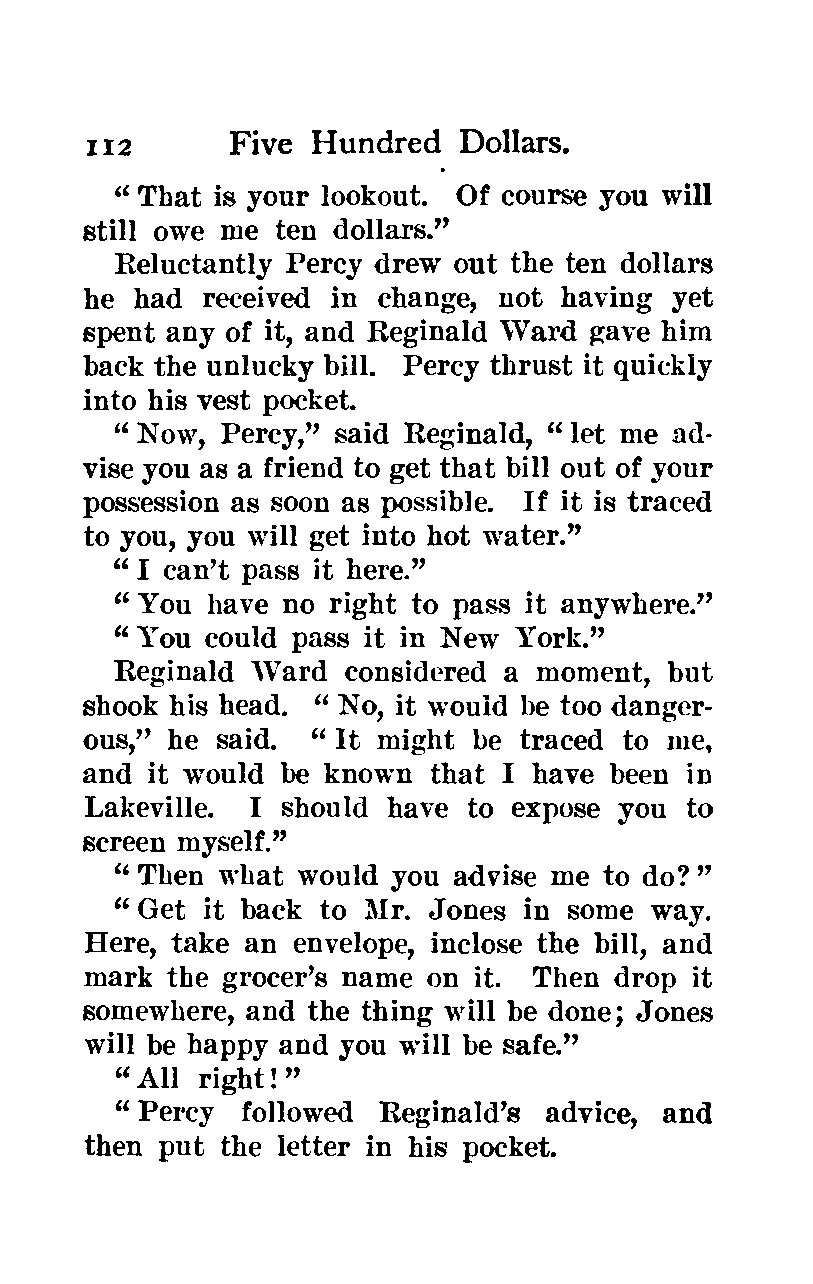 112 Five Hundred Dollars.
“ That is your lookout. Of course you will
still owe me ten dollars.”
Reluctantly Percy drew out the ten dollars
he had received in change, not having yet
spent any of it, and Reginald Ward gave him
back the unlucky bill. Percy thrust it quickly
into his vest pocket.
“ Now, Percy,” said Reginald, “ let me ad-
vise you as a friend to get that bill out of your
possession as soon as possible. If it is traced
to you, you will get into hot water.”
“ I can’t pass it here.”
“ You have no right to pass it anywhere.”
“ You could pass it in New York.”
Reginald Ward considered a moment, but
shook his head. “ No, it would be too danger-
ous,” he said. “ It might be traced to me,
and it would be known that I have been in
Lakeville. I should have to expose you to
screen myself.”
“ Then what would you advise me to do? ”
“ Get it back to Mr. Jones in some way.
Here, take an envelope, inclose the bill, and
mark the grocer’s name on it. Then drop it
somewhere, and the thing will be done; Jones
will be happy and you will be safe.”
“ All right! ”
“ Percy followed Reginald’s advice, and
then put the letter in his pocket.